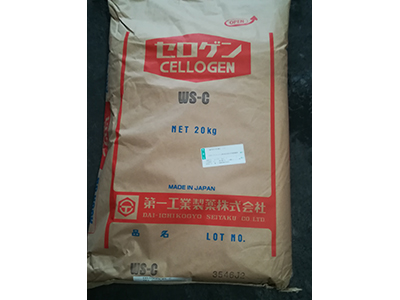 OPEN
セロゲン
CELLOGEN
WS-C
NET 20kg
MADE IN JAPAN
第一工業製薬株式会社
DAI-ICHI KOGYO SEIYAKU CO.LTD
品名 LOT NO.
WS-C